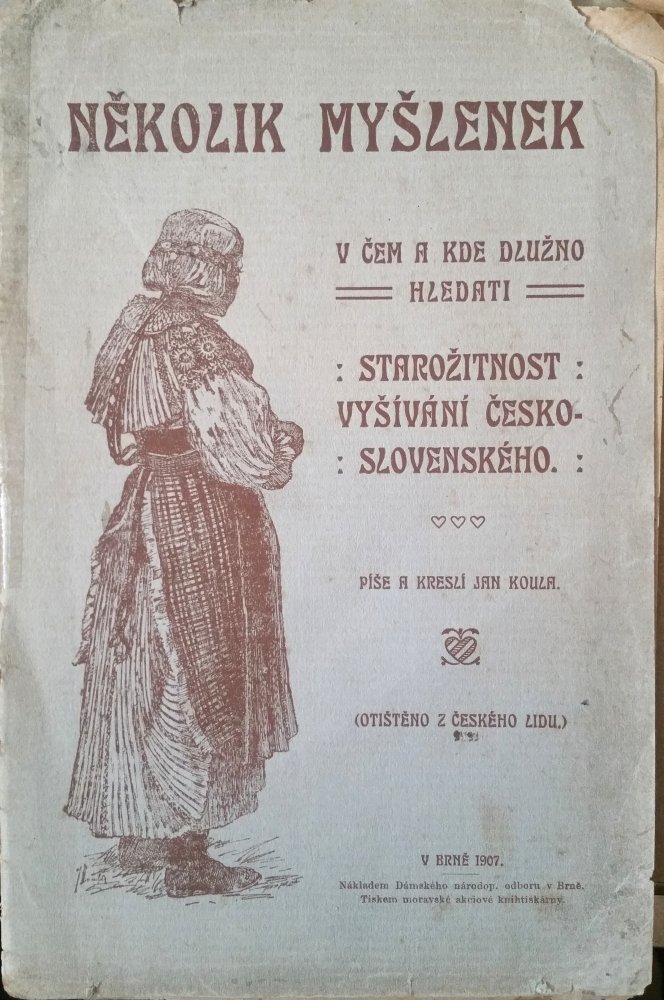 NĚKOLIK MYŠLENEK
V ČEM A KDE DLUŽNO
HLEDATI
: STAROŽITNOST :
VYŠÍVÁNÍ ČESKO-
: SLOVENSKÉHO. :
PÍŠE A KRESLÍ JAN KOULA.
(OTIŠTĚNO Z ČESKÉHO LIDU.)
V BRNĚ 1907.
Nákladem Dámského národop. odboru v Brně.
Tiskem moravské akciové knihtiskárny.